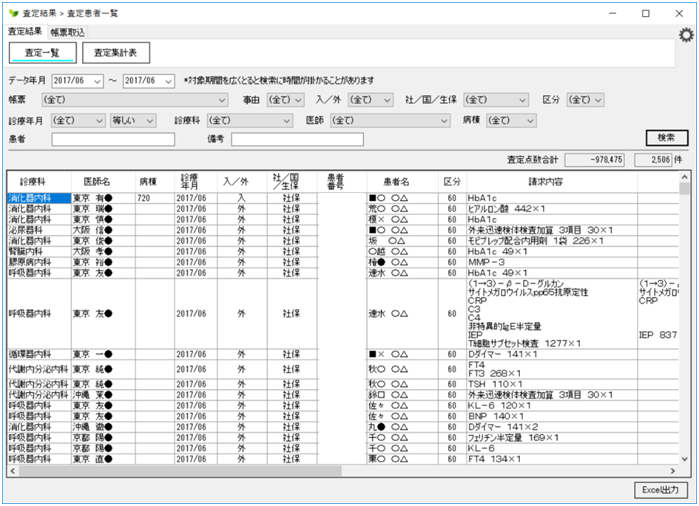 査定結果 > 査定患者一覧
査定結果 帳票取込
査定一覧 査定集計表
データ年月 2017/06 ～ 2017/06 *対象期間を広くとると検索に時間が掛かることがあります
帳票 (全て) 事由 (全て) 入／外 (全て) 社／国／生保 (全て) 区分 (全て)
診療年月 (全て) 等しい 診療科 (全て) 医師 (全て) 病棟 (全て)
患者 備考 検索
査定点数合計 -978,475 2,506 件
診療科 医師名 病棟 診療年月 入／外 社／国／生保 患者番号 患者名 区分 請求内容
消化器内科 東京 有● 720 2017/06 入 社保 ■〇 〇△ 60 HbA1c
消化器内科 東京 瑞● 2017/06 外 社保 荒〇 〇△ 60 ヒアルロン酸 442×1
消化器内科 東京 慎● 2017/06 外 社保 榎× 〇△ 60 HbA1c
泌尿器科 大阪 信● 2017/06 外 社保 ■〇 〇△ 60 外来迅速検体検査加算 3項目 30×1
消化器内科 東京 俊● 2017/06 外 社保 坂 〇△ 60 モビプレップ配合内用剤 1袋 226×1
腎臓内科 大阪 孝● 2017/06 外 社保 〇越 〇△ 60 HbA1c 49×1
膠原病内科 東京 裕● 2017/06 外 社保 ● 〇△ 60 MMP-3
呼吸器内科 東京 友● 2017/06 外 社保 速水 〇△ 60 HbA1c 49×1
呼吸器内科 東京 友● 2017/06 外 社保 速水 〇△ 60 (1→3)-β-D-グルカン (1→3)-
サイトメガロウイルスpp65抗原定性 サイトメガロ
CRP CRP
C3
C4
非特異的IgE半定量
IEP IEP 837
T細胞サブセット検査 1277×1
循環器内科 東京 一● 2017/06 外 社保 ■× 〇△ 60 Dダイマー 141×1
代謝内分泌内科 東京 純● 2017/06 外 社保 秋〇 〇△ 60 FT4
FT3 268×1
代謝内分泌内科 東京 純● 2017/06 外 社保 秋〇 〇△ 60 TSH 110×1
代謝内分泌内科 沖縄 茉● 2017/06 外 社保 鈴口 〇△ 60 外来迅速検体検査加算 3項目 30×1
呼吸器内科 東京 友● 2017/06 外 社保 佐々 〇△ 60 KL-6 120×1
呼吸器内科 東京 友● 2017/06 外 社保 佐々 〇△ 60 BNP 140×1
消化器内科 沖縄 徹● 2017/06 外 社保 丸● 〇△ 60 Dダイマー 141×2
呼吸器内科 京都 陽● 2017/06 外 社保 千〇 〇△ 60 フェリチン半定量 169×1
呼吸器内科 京都 陽● 2017/06 外 社保 千〇 〇△ 60 KL-6
呼吸器内科 東京 直● 2017/06 外 社保 栗〇 〇△ 60 FT4 134×1
Excel出力